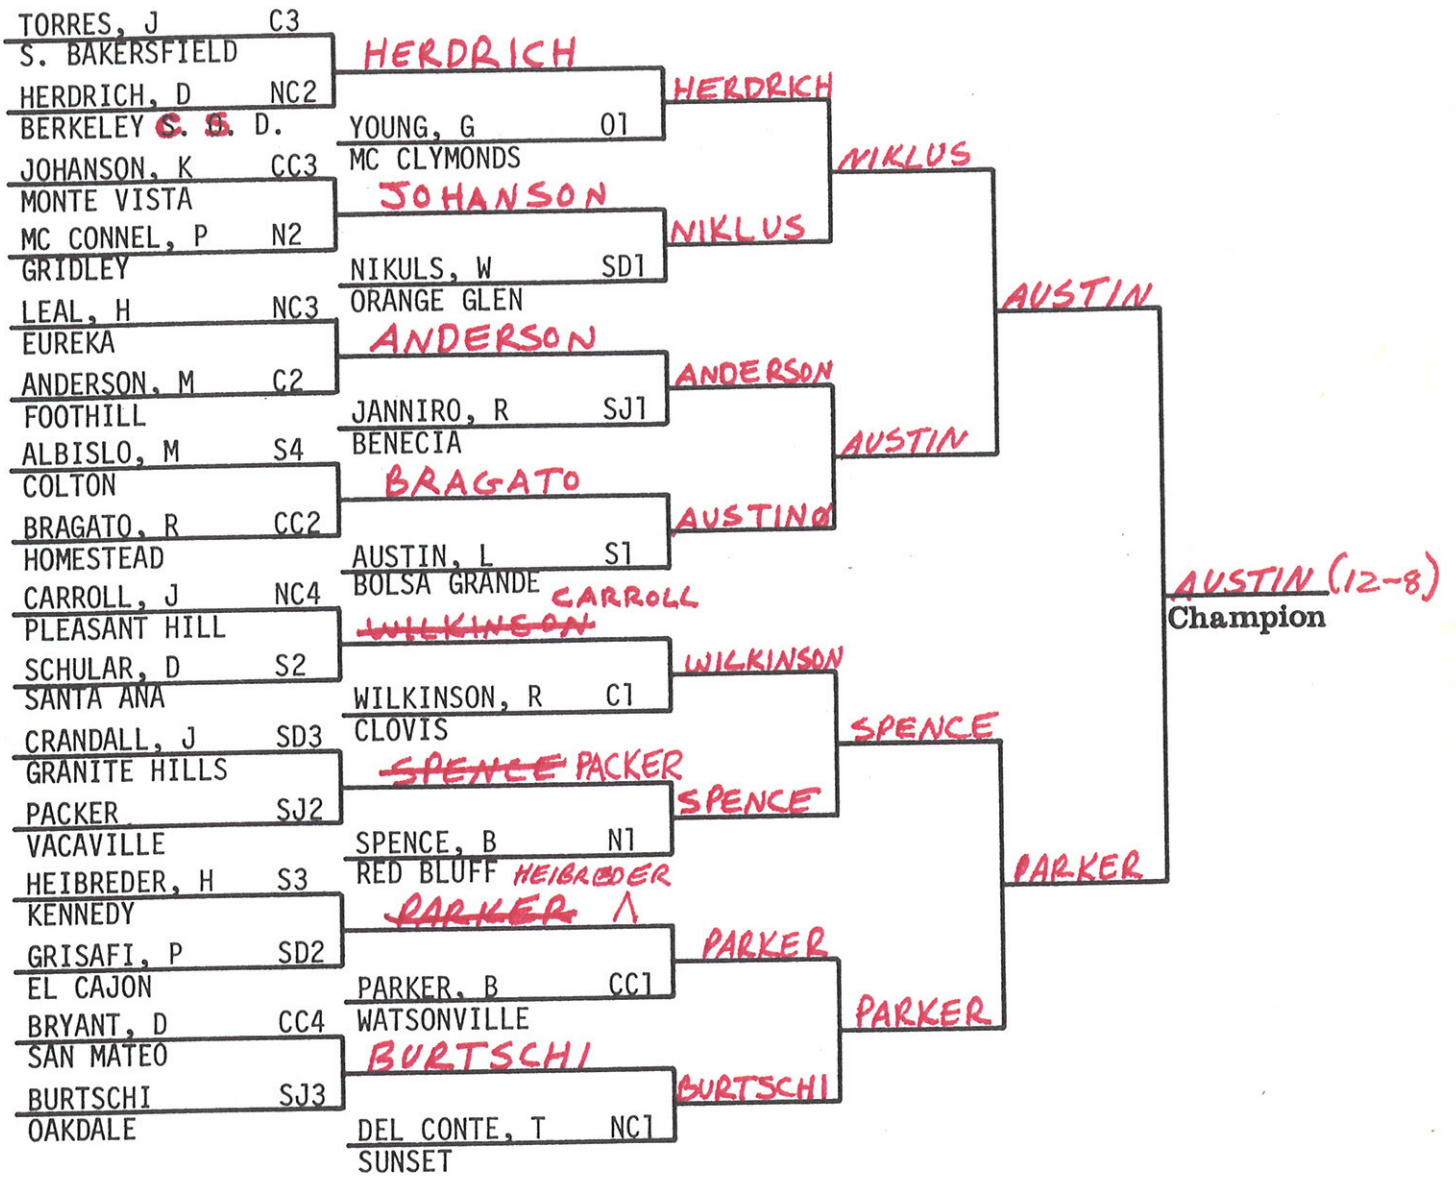 TORRES, J C3
S. BAKERSFIELD
HERDRICH
HERDRICH, D NC2
BERKELEY D.
HERDRICH
YOUNG, G O1
MC CLYMONDS
JOHANSON, K CC3
MONTE VISTA
NIKLUS
JOHANSON
MC CONNEL, P N2
GRIDLEY
NIKLUS
NIKULS, W SD1
ORANGE GLEN
LEAL, H NC3
EUREKA
AUSTIN
ANDERSON
ANDERSON, M C2
FOOTHILL
ANDERSON
JANNIRO, R SJ1
BENECIA
ALBISLO, M S4
COLTON
AUSTIN
BRAGATO
BRAGATO, R CC2
HOMESTEAD
AUSTIN
AUSTIN, L S1
BOLSA GRANDE
CARROLL, J NC4
PLEASANT HILL
AUSTIN (12-8)
Champion
CARROLL
WILKINSON
SCHULAR, D S2
SANTA ANA
WILKINSON
WILKINSON, R C1
CLOVIS
CRANDALL, J SD3
GRANITE HILLS
SPENCE
SPENCE PACKER
PACKER SJ2
VACAVILLE
SPENCE
SPENCE, B N1
RED BLUFF
HEIBREDER, H S3
KENNEDY
PARKER
HEIBREDER
PARKER
GRISAFI, P SD2
EL CAJON
PARKER
PARKER, B CC1
WATSONVILLE
BRYANT, D CC4
SAN MATEO
PARKER
BURTSCHI
BURTSCHI SJ3
OAKDALE
BURTSCHI
DEL CONTE, T NC1
SUNSET